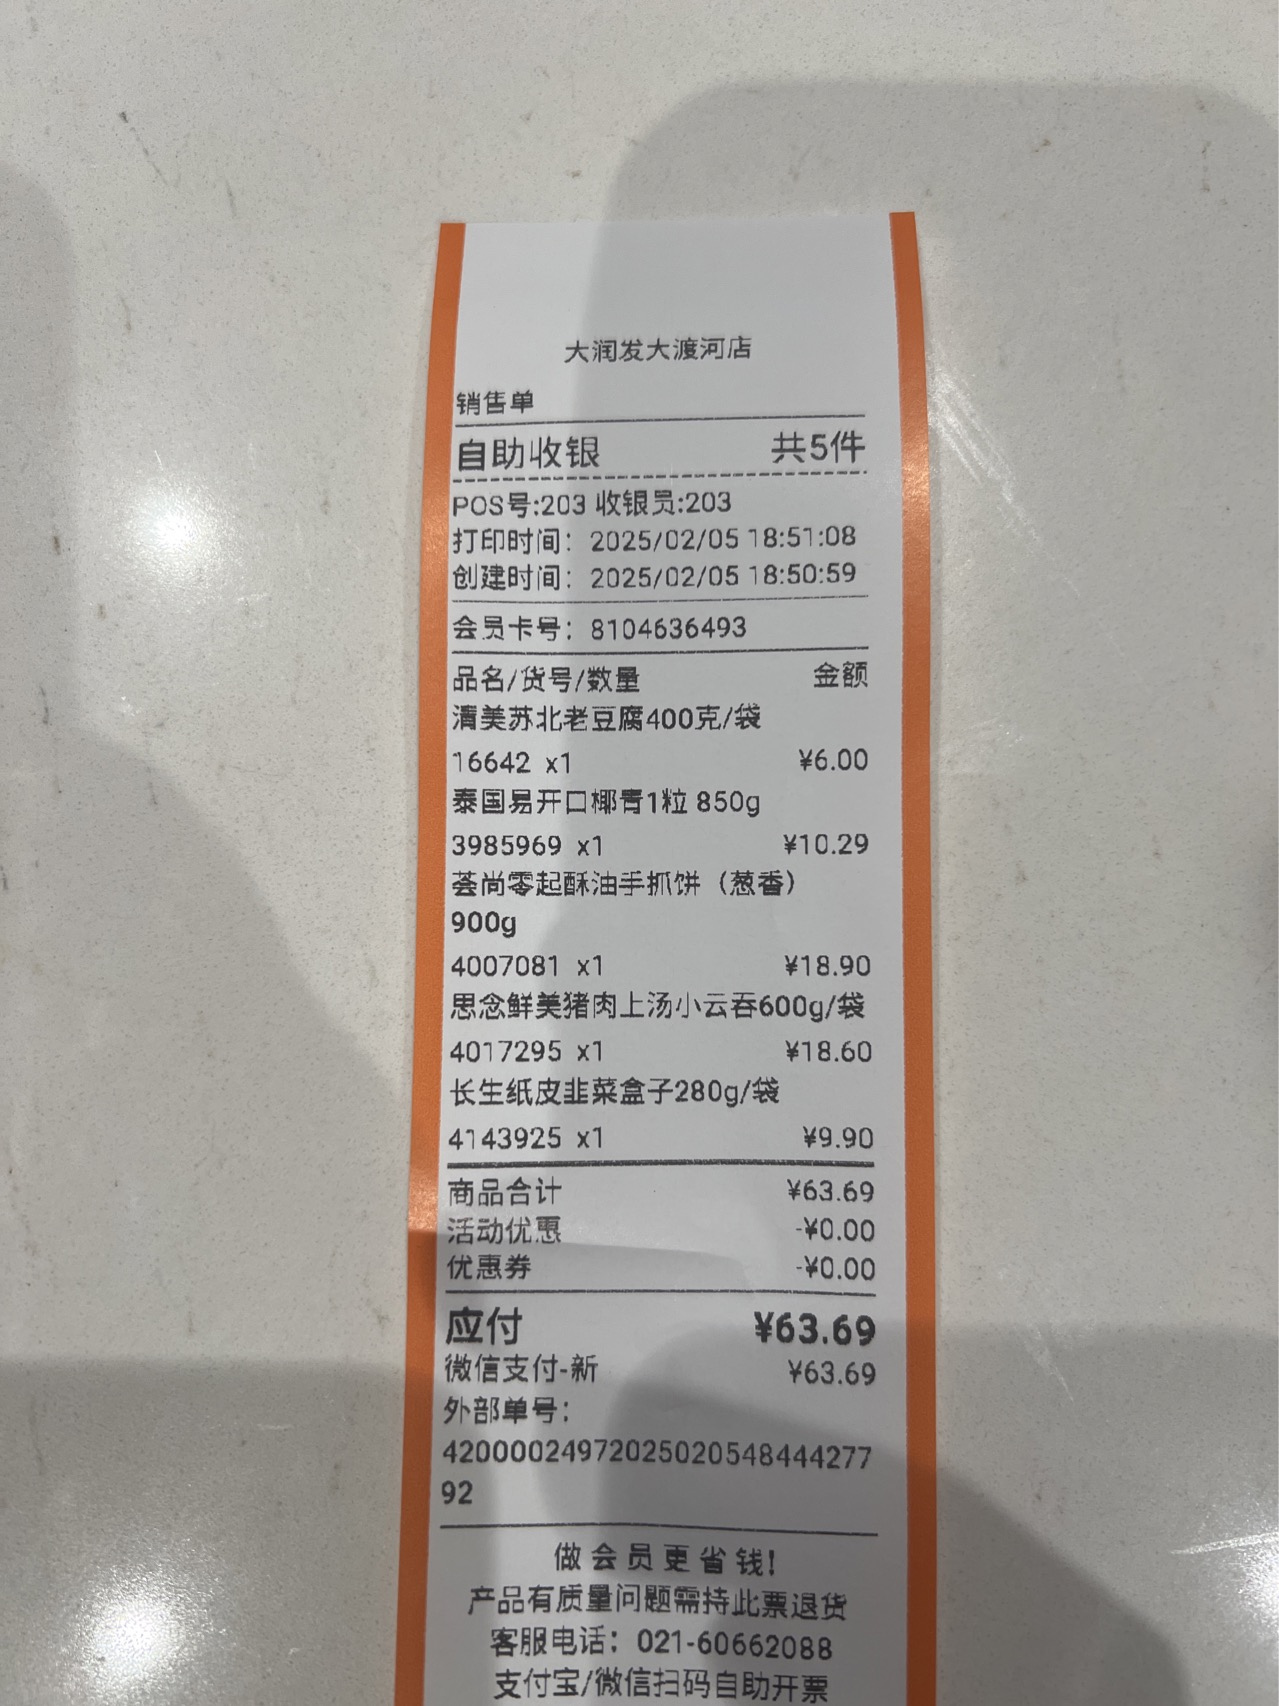 大润发大渡河店
销售单
自助收银 共5件
POS号:203 收银员:203
打印时间：2025/02/05 18:51:08
创建时间：2025/02/05 18:50:59
会员卡号：8104636493
品名/货号/数量 金额
清美苏北老豆腐400克/袋
16642 x1 ¥6.00
泰国易开口椰青1粒 850g
3985969 x1 ¥10.29
荟尚零起酥油手抓饼（葱香）
900g
4007081 x1 ¥18.90
思念鲜美猪肉上汤小云吞600g/袋
4017295 x1 ¥18.60
长生纸皮韭菜盒子280g/袋
4143925 x1 ¥9.90
商品合计 ¥63.69
活动优惠 -¥0.00
优惠券 -¥0.00
应付 ¥63.69
微信支付-新 ¥63.69
外部单号：
42000024972025020548444277
92
做会员更省钱!
产品有质量问题需持此票退货
客服电话：021-60662088
支付宝/微信扫码自助开票